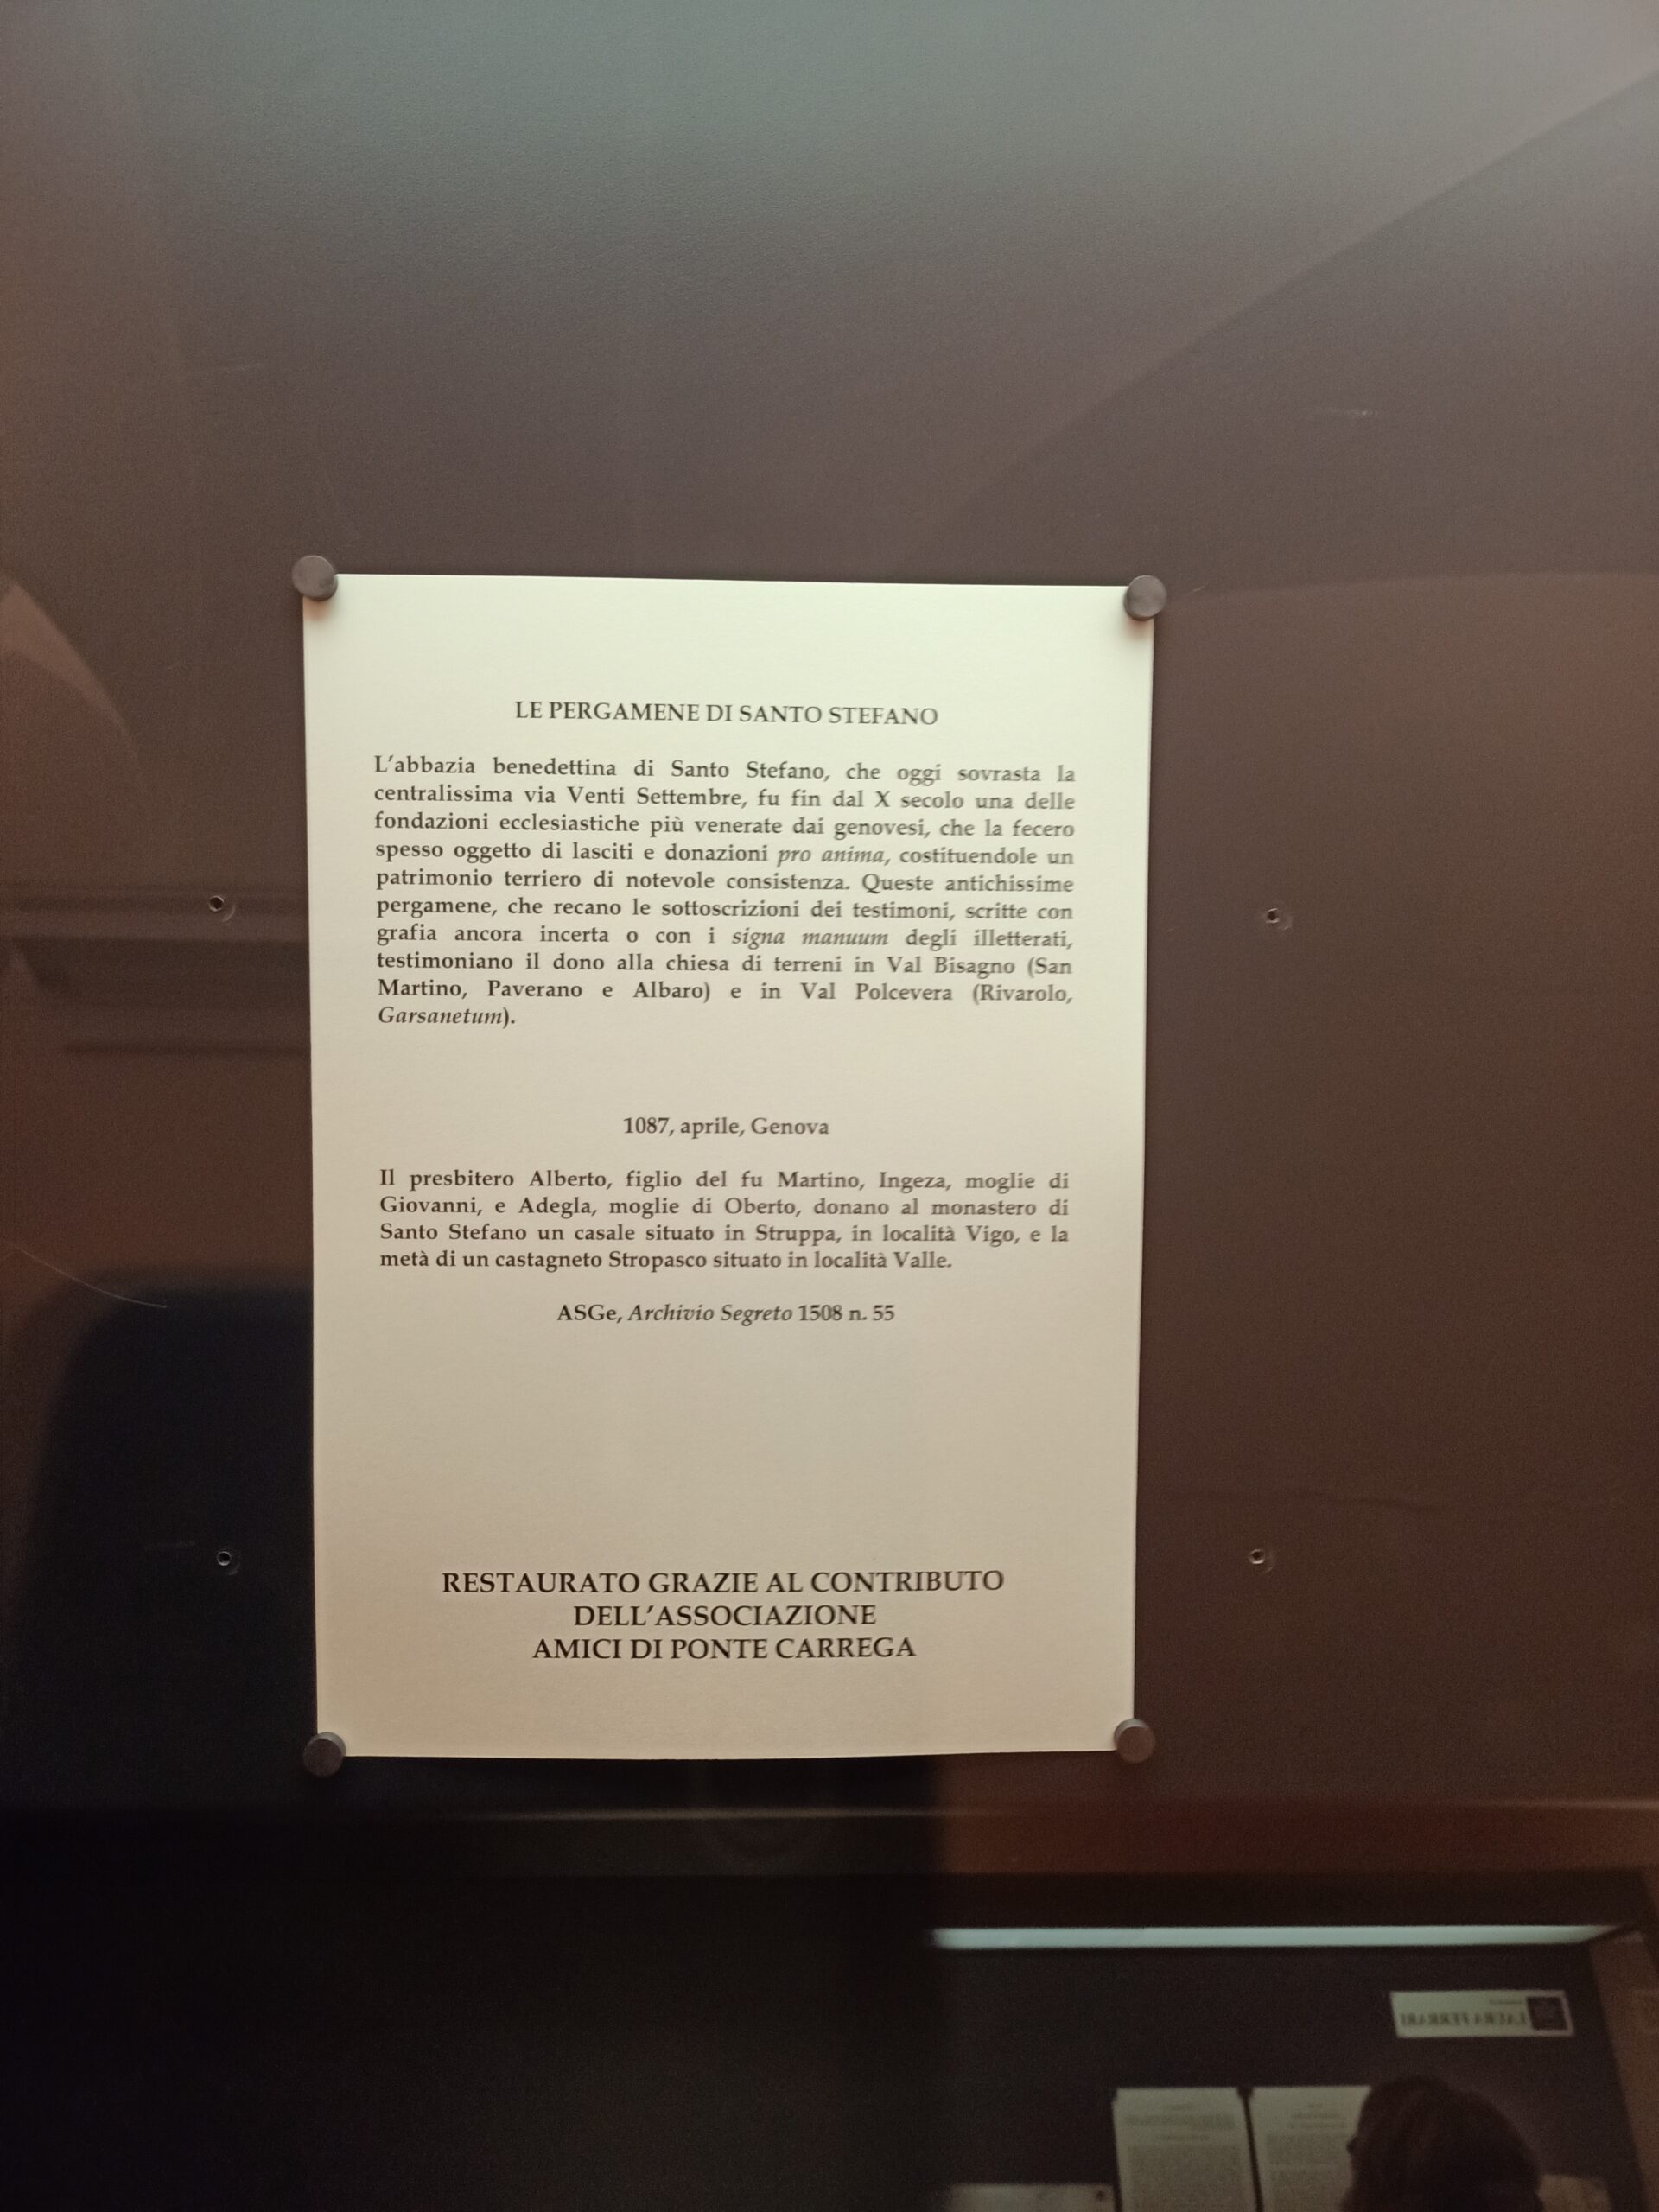 LE PERGAMENE DI SANTO STEFANO
L'abbazia benedettina di Santo Stefano, che oggi sovrasta la
centralissima via Venti Settembre, fu fin dal X secolo una delle
fondazioni ecclesiastiche più venerate dai genovesi, che la fecero
spesso oggetto di lasciti e donazioni pro anima, costituendole un
patrimonio terriero di notevole consistenza. Queste antichissime
pergamene, che recano le sottoscrizioni dei testimoni, scritte con
grafia ancora incerta o con i signa manuum degli illetterati,
testimoniano il dono alla chiesa di terreni in Val Bisagno (San
Martino, Paverano e Albaro) e in Val Polcevera (Rivarolo,
Garsanetum).
1087, aprile, Genova
Il presbitero Alberto, figlio del fu Martino, Ingeza, moglie di
Giovanni, e Adegla, moglie di Oberto, donano al monastero di
Santo Stefano un casale situato in Struppa, in località Vigo, e la
metà di un castagneto Stropasco situato in località Valle.
ASGe, Archivio Segreto 1508 n. 55
RESTAURATO GRAZIE AL CONTRIBUTO
DELL'ASSOCIAZIONE
AMICI DI PONTE CARREGA
LAURA FERRARI